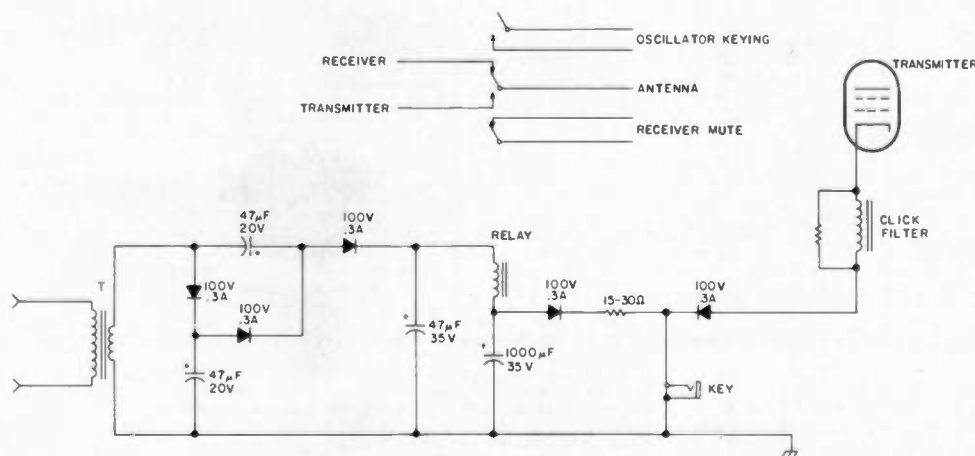 OSCILLATOR KEYING
RECEIVER
ANTENNA
TRANSMITTER
RECEIVER MUTE
TRANSMITTER
CLICK
FILTER
47µF
20V
+
100V
.3A
RELAY
T
100V
.3A
100V
.3A
100V
.3A
15-30Ω
100V
.3A
+
47µF
35V
+
1000µF
35V
+
47µF
20V
KEY